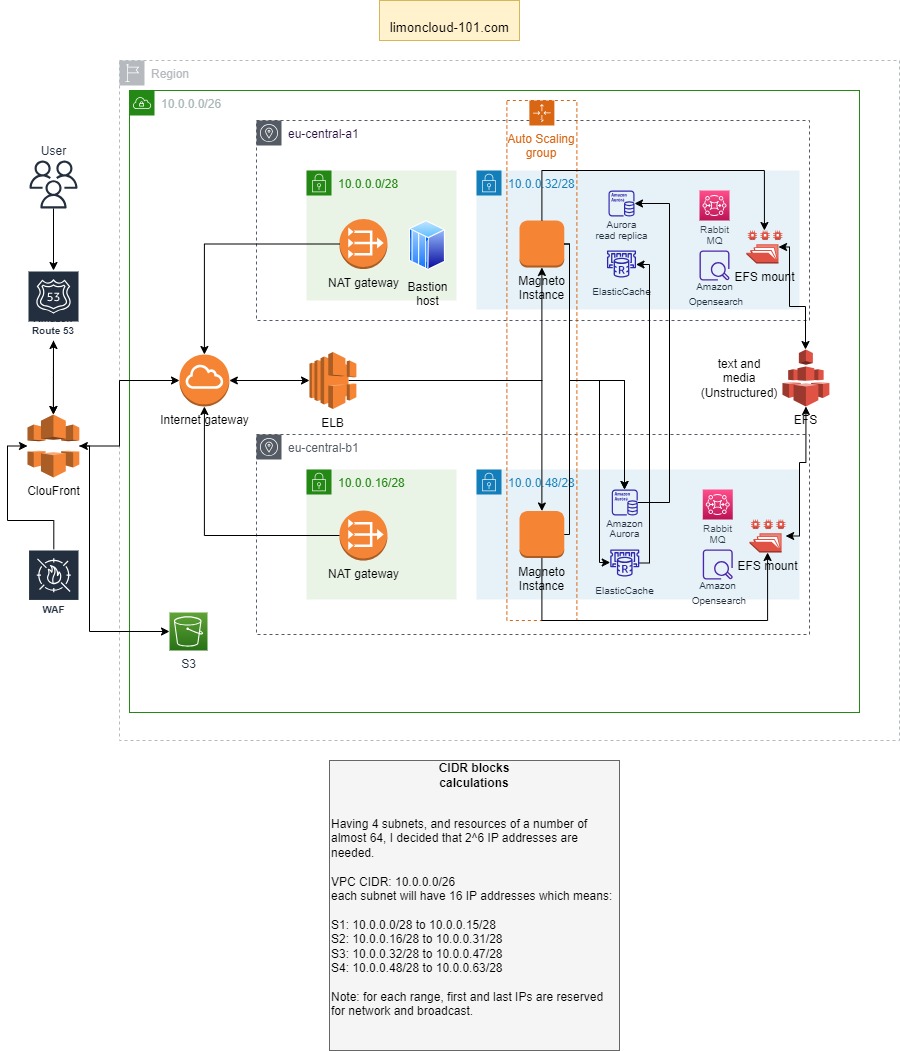 limoncloud-101.com
Region
10.0.0.0/26
eu-central-a1
Auto Scaling
group
User
10.0.0.0/28
10.0.0.32/28
NAT gateway
Bastion
host
Magneto
Instance
Amazon
Aurora
Aurora
read replica
R
ElasticCache
Rabbit
MQ
Amazon
Opensearch
EFS mount
53
Route 53
Internet gateway
ELB
text and
media
(Unstructured)
EFS
ClouFront
eu-central-b1
10.0.0.16/28
10.0.0.48/28
NAT gateway
Magneto
Instance
Amazon
Aurora
Amazon
Aurora
R
ElasticCache
Rabbit
MQ
Amazon
Opensearch
EFS mount
WAF
S3
CIDR blocks
calculations
Having 4 subnets, and resources of a number of
almost 64, I decided that 2^6 IP addresses are
needed.
VPC CIDR: 10.0.0.0/26
each subnet will have 16 IP addresses which means:
S1: 10.0.0.0/28 to 10.0.0.15/28
S2: 10.0.0.16/28 to 10.0.0.31/28
S3: 10.0.0.32/28 to 10.0.0.47/28
S4: 10.0.0.48/28 to 10.0.0.63/28
Note: for each range, first and last IPs are reserved
for network and broadcast.